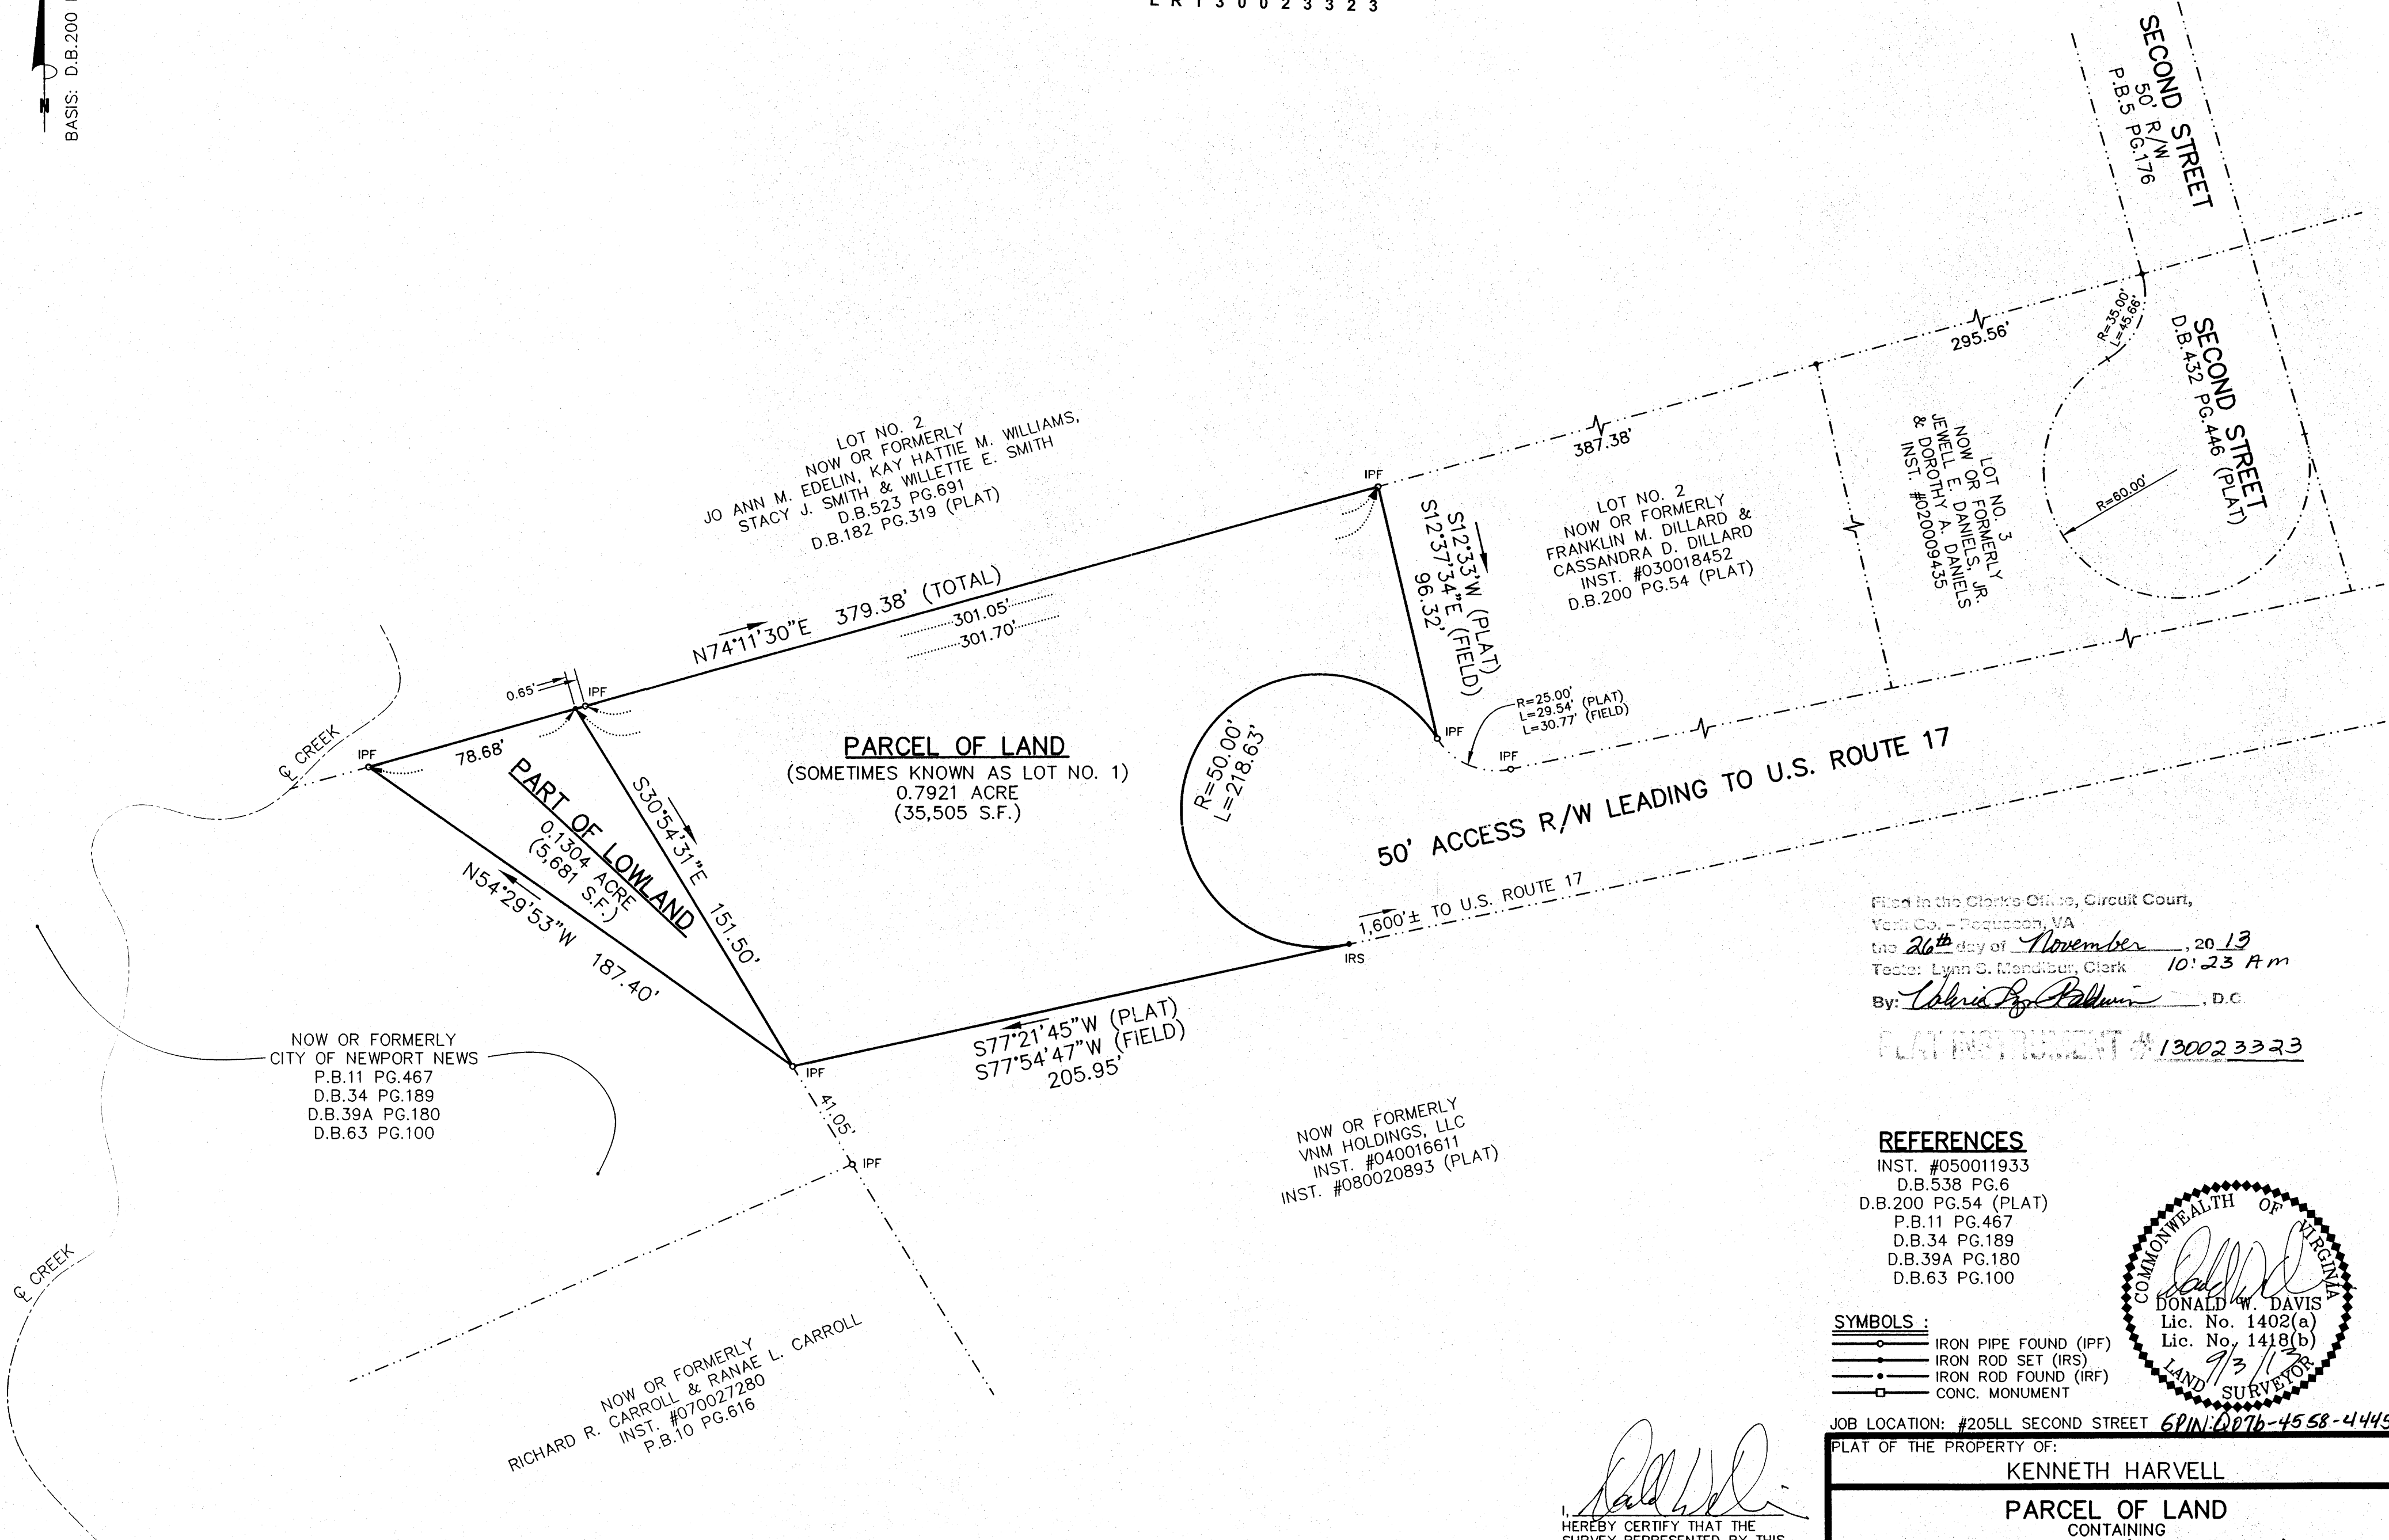 LR130023323
BASIS: D.B.200
N
SECOND STREET
50' R/W
P.B.5 PG.176
SECOND STREET
D.B.432 PG.446 (PLAT)
R=35.00'
L=45.66'
R=60.00'
295.56'
387.38'
LOT NO. 3
NOW OR FORMERLY
JEWELL E. DANIELS, JR.
& DOROTHY A. DANIELS
INST. #020009435
LOT NO. 2
NOW OR FORMERLY
FRANKLIN M. DILLARD &
CASSANDRA D. DILLARD
INST. #030018452
D.B.200 PG.54 (PLAT)
LOT NO. 2
NOW OR FORMERLY
JO ANN M. EDELIN, KAY HATTIE M. WILLIAMS,
STACY J. SMITH & WILLETTE E. SMITH
D.B.523 PG.691
D.B.182 PG.319 (PLAT)
IPF
S12°33'W (PLAT)
S12°37'34"E (FIELD)
96.32'
N74°11'30"E 379.38' (TOTAL)
301.05'
301.70'
0.65'
IPF
IPF
78.68'
℄ CREEK
PARCEL OF LAND
(SOMETIMES KNOWN AS LOT NO. 1)
0.7921 ACRE
(35,505 S.F.)
R=50.00'
L=218.63'
R=25.00'
L=29.54' (PLAT)
L=30.77' (FIELD)
IPF
IPF
50' ACCESS R/W LEADING TO U.S. ROUTE 17
1,600'± TO U.S. ROUTE 17
IRS
PART OF LOWLAND
0.1304 ACRE
(5,681 S.F.)
S30°54'31"E 151.50'
N54°29'53"W 187.40'
S77°21'45"W (PLAT)
S77°54'47"W (FIELD)
205.95'
IPF
41.05'
IPF
NOW OR FORMERLY
CITY OF NEWPORT NEWS
P.B.11 PG.467
D.B.34 PG.189
D.B.39A PG.180
D.B.63 PG.100
℄ CREEK
NOW OR FORMERLY
VNM HOLDINGS, LLC
INST. #040016611
INST. #080020893 (PLAT)
NOW OR FORMERLY
RICHARD R. CARROLL & RANAE L. CARROLL
INST. #070027280
P.B.10 PG.616
Filed in the Clerk's Office, Circuit Court,
York Co. - Poquoson, VA
the 26th day of November, 20 13
Teste: Lynn S. Mendibur, Clerk 10:23 Am
By: Valerie Baldwin, D.C.
PLAT INSTRUMENT # 130023323
REFERENCES
INST. #050011933
D.B.538 PG.6
D.B.200 PG.54 (PLAT)
P.B.11 PG.467
D.B.34 PG.189
D.B.39A PG.180
D.B.63 PG.100
COMMONWEALTH OF VIRGINIA
DONALD W. DAVIS
Lic. No. 1402(a)
Lic. No. 1418(b)
9/3/13
LAND SURVEYOR
SYMBOLS :
IRON PIPE FOUND (IPF)
IRON ROD SET (IRS)
IRON ROD FOUND (IRF)
CONC. MONUMENT
JOB LOCATION: #205LL SECOND STREET GPIN:Q07b-4558-4445
PLAT OF THE PROPERTY OF:
KENNETH HARVELL
PARCEL OF LAND
CONTAINING
I,
HEREBY CERTIFY THAT THE
SURVEY REPRESENTED BY THIS